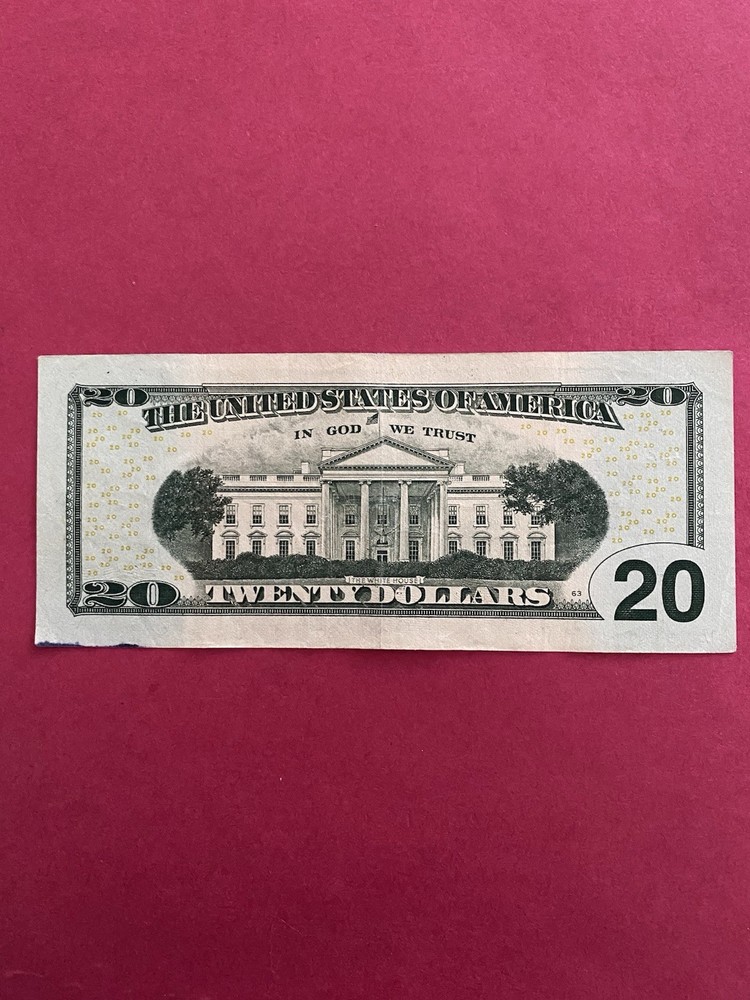 20 THE UNITED STATES OF AMERICA 20
IN GOD WE TRUST
THE WHITE HOUSE
20 TWENTY DOLLARS 63 20